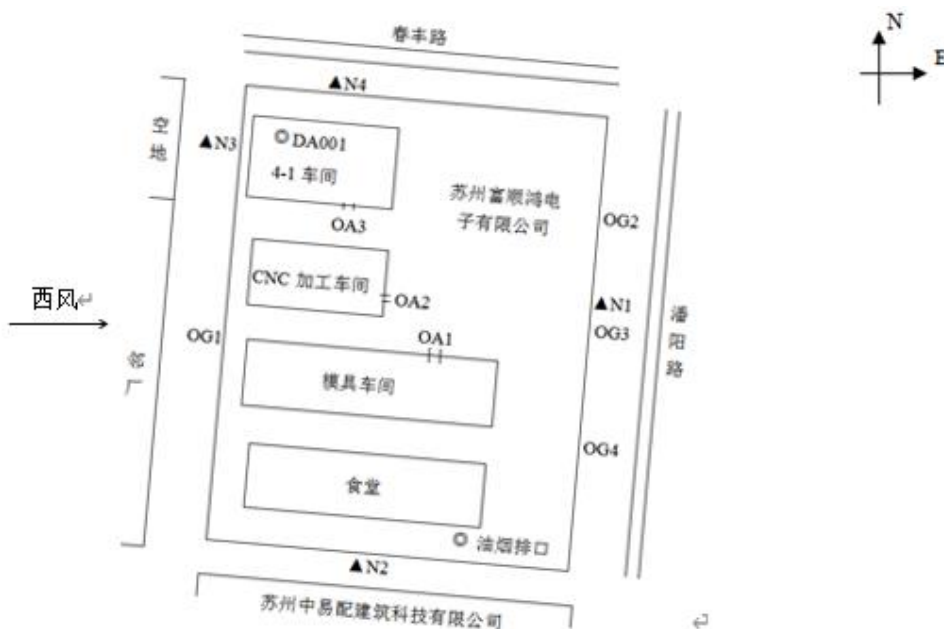 春丰路
N
E
▲N4
空地
▲N3
◎DA001
4-1 车间
苏州富顺鸿电
子有限公司
OG2
OA3
CNC 加工车间
OA2
西风
▲N1
潘阳路
OG1
OA1
OG3
邻厂
模具车间
OG4
食堂
◎ 油烟排口
▲N2
苏州中易配建筑科技有限公司